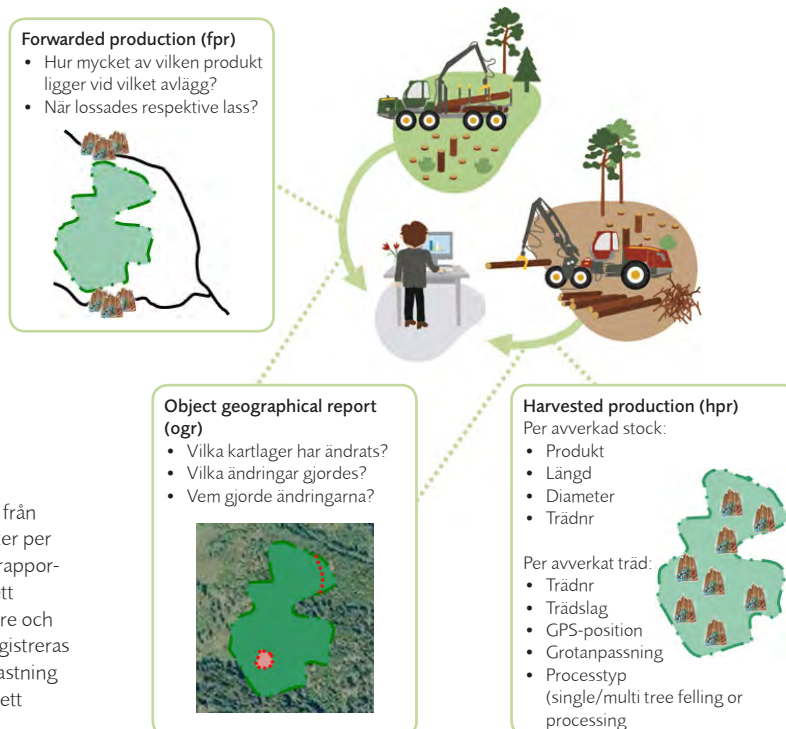 Forwarded production (fpr)
• Hur mycket av vilken produkt
ligger vid vilket avlägg?
• När lossades respektive lass?
Object geographical report
(ogr)
• Vilka kartlager har ändrats?
• Vilka ändringar gjordes?
• Vem gjorde ändringarna?
Harvested production (hpr)
Per avverkad stock:
• Produkt
• Längd
• Diameter
• Trädnr
Per avverkat träd:
• Trädnr
• Trädslag
• GPS-position
• Grotanpassning
• Processtyp
(single/multi tree felling or
processing
från
er per
rappor-
ett
re och
gistreras
astning
ett